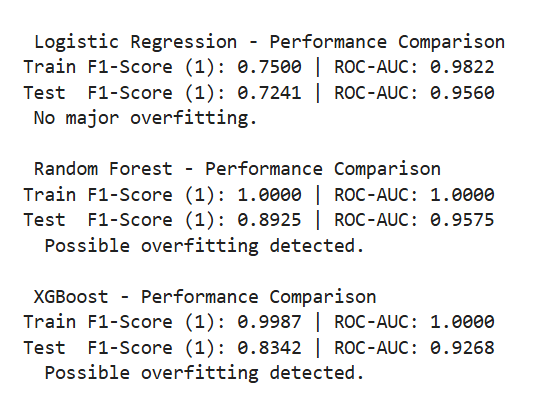 Logistic Regression - Performance Comparison
Train F1-Score (1): 0.7500 | ROC-AUC: 0.9822
Test  F1-Score (1): 0.7241 | ROC-AUC: 0.9560
No major overfitting.
Random Forest - Performance Comparison
Train F1-Score (1): 1.0000 | ROC-AUC: 1.0000
Test  F1-Score (1): 0.8925 | ROC-AUC: 0.9575
Possible overfitting detected.
XGBoost - Performance Comparison
Train F1-Score (1): 0.9987 | ROC-AUC: 1.0000
Test  F1-Score (1): 0.8342 | ROC-AUC: 0.9268
Possible overfitting detected.